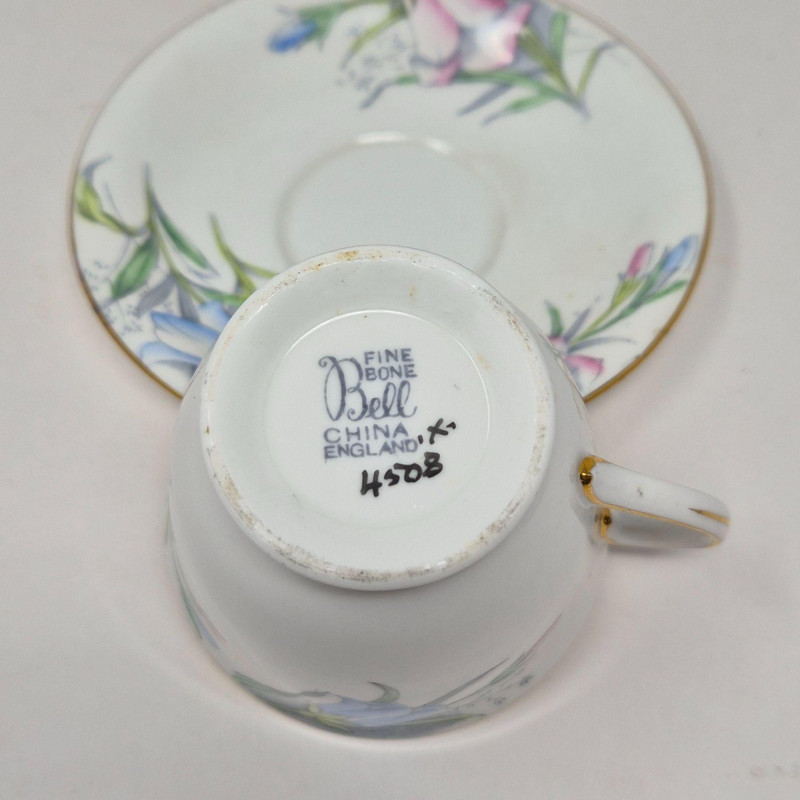 FINE
BONE
Bell
CHINA
ENGLAND
.X.
4508